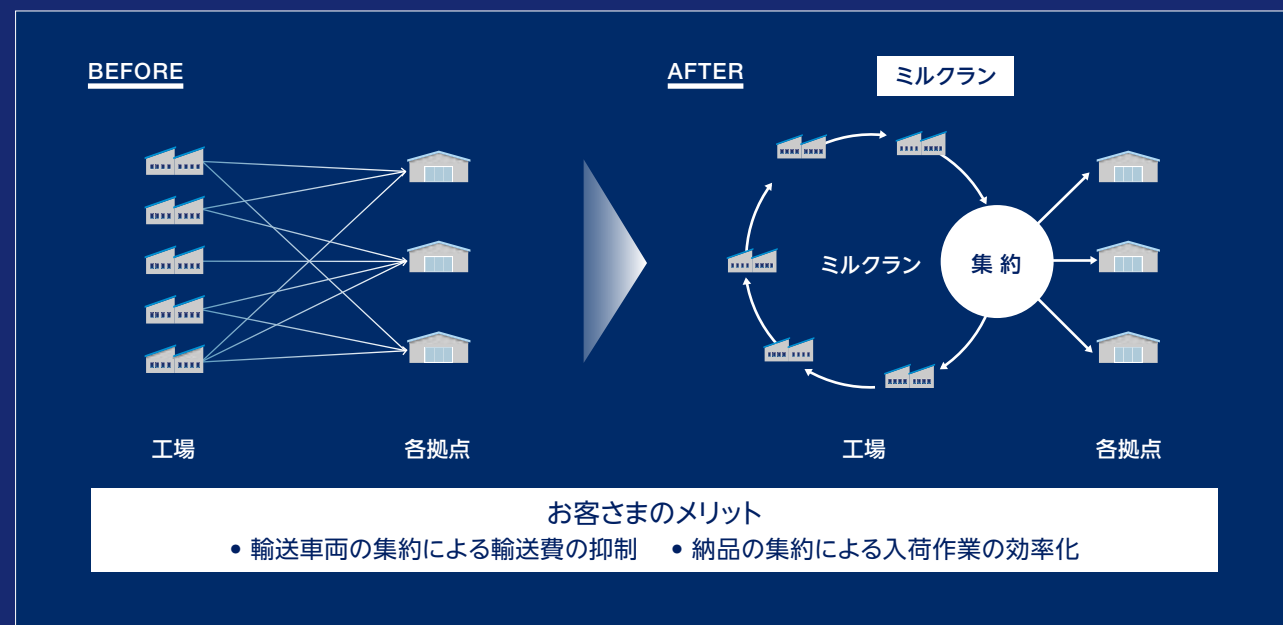 BEFORE
AFTER
ミルクラン
ミルクラン
集約
工場
各拠点
工場
各拠点
お客さまのメリット
• 輸送車両の集約による輸送費の抑制 • 納品の集約による入荷作業の効率化